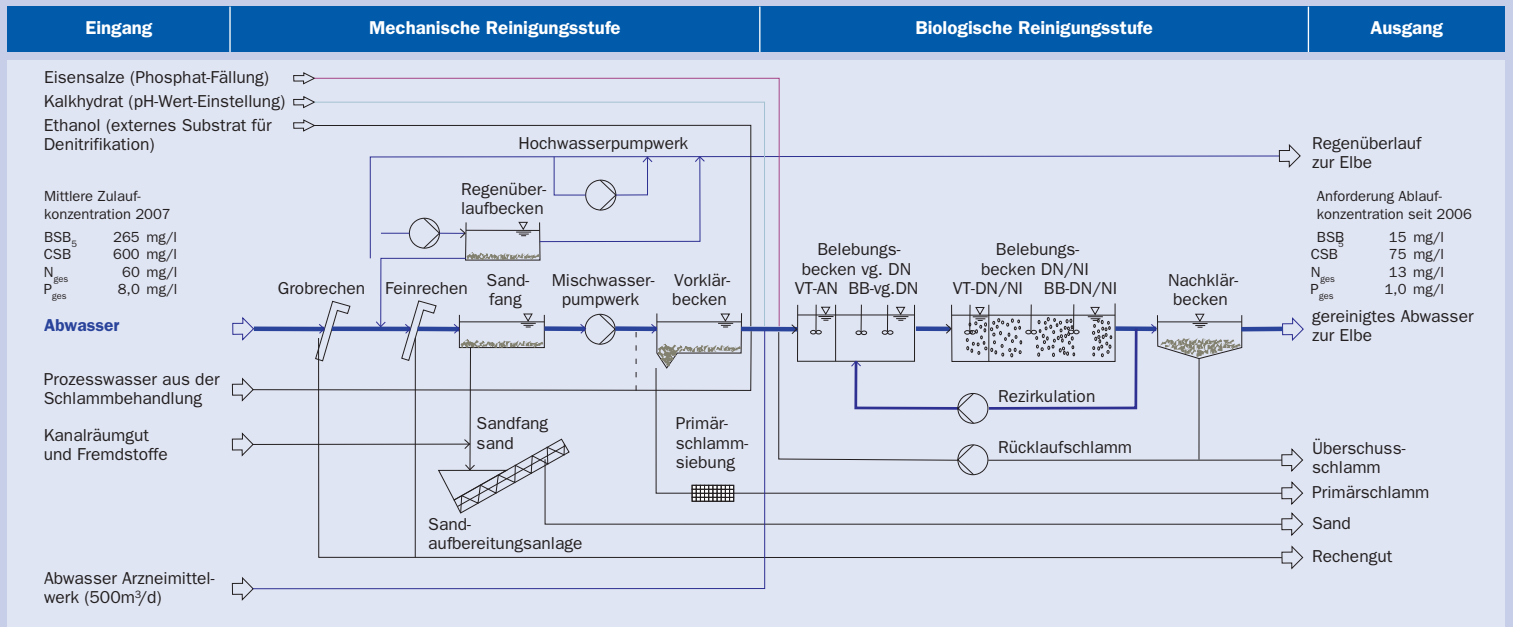 Eingang
Mechanische Reinigungsstufe
Biologische Reinigungsstufe
Ausgang
Eisensalze (Phosphat-Fällung)
Kalkhydrat (pH-Wert-Einstellung)
Ethanol (externes Substrat für
Denitrifikation)
Hochwasserpumpwerk
Regenüberlauf
zur Elbe
Mittlere Zulauf-
konzentration 2007
BSB5 265 mg/l
CSB 600 mg/l
Nges 60 mg/l
Pges 8,0 mg/l
Regenüber-
laufbecken
Anforderung Ablauf-
konzentration seit 2006
BSB5 15 mg/l
CSB 75 mg/l
Nges 13 mg/l
Pges 1,0 mg/l
Grobrechen
Feinrechen
Sand-
fang
Mischwasser-
pumpwerk
Vorklär-
becken
Belebungs-
becken vg. DN
VT-AN BB-vg.DN
Belebungs-
becken DN/NI
VT-DN/NI BB-DN/NI
Nachklär-
becken
Abwasser
gereinigtes Abwasser
zur Elbe
Prozesswasser aus der
Schlammbehandlung
Rezirkulation
Kanalräumgut
und Fremdstoffe
Sandfang
sand
Primär-
schlamm-
siebung
Rücklaufschlamm
Überschuss-
schlamm
Primärschlamm
Sand-
aufbereitungsanlage
Sand
Rechengut
Abwasser Arzneimittel-
werk (500m³/d)